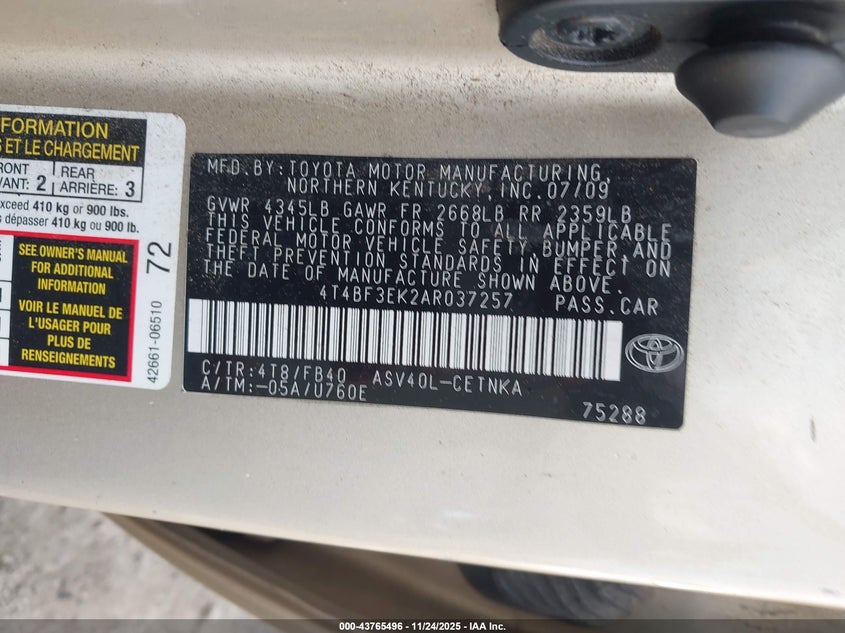 FORMATION
S ET LE CHARGEMENT
RONT
VANT: 2
REAR
ARRIÈRE: 3
exceed 410 kg or 900 lbs.
s dépasser 410 kg ou 900 lb.
SEE OWNER'S MANUAL
FOR ADDITIONAL
INFORMATION
VOIR LE MANUEL DE
L'USAGER POUR
PLUS DE
RENSEIGNEMENTS
72
42661-06510
MFD.BY:TOYOTA MOTOR MANUFACTURING,
NORTHERN KENTUCKY, INC.07/09
GVWR 4345LB GAWR FR 2668LB RR 2359LB
THIS VEHICLE CONFORMS TO ALL APPLICABLE
FEDERAL MOTOR VEHICLE SAFETY,BUMPER,AND
THEFT PREVENTION STANDARDS IN EFFECT ON
THE DATE OF MANUFACTURE SHOWN ABOVE.
4T4BF3EK2AR037257 PASS.CAR
C/TR:4T8/FB40 ASV40L-CETNKA
A/TM:-05A/U760E
75288
000-43765496 - 11/24/2025 - IAA Inc.